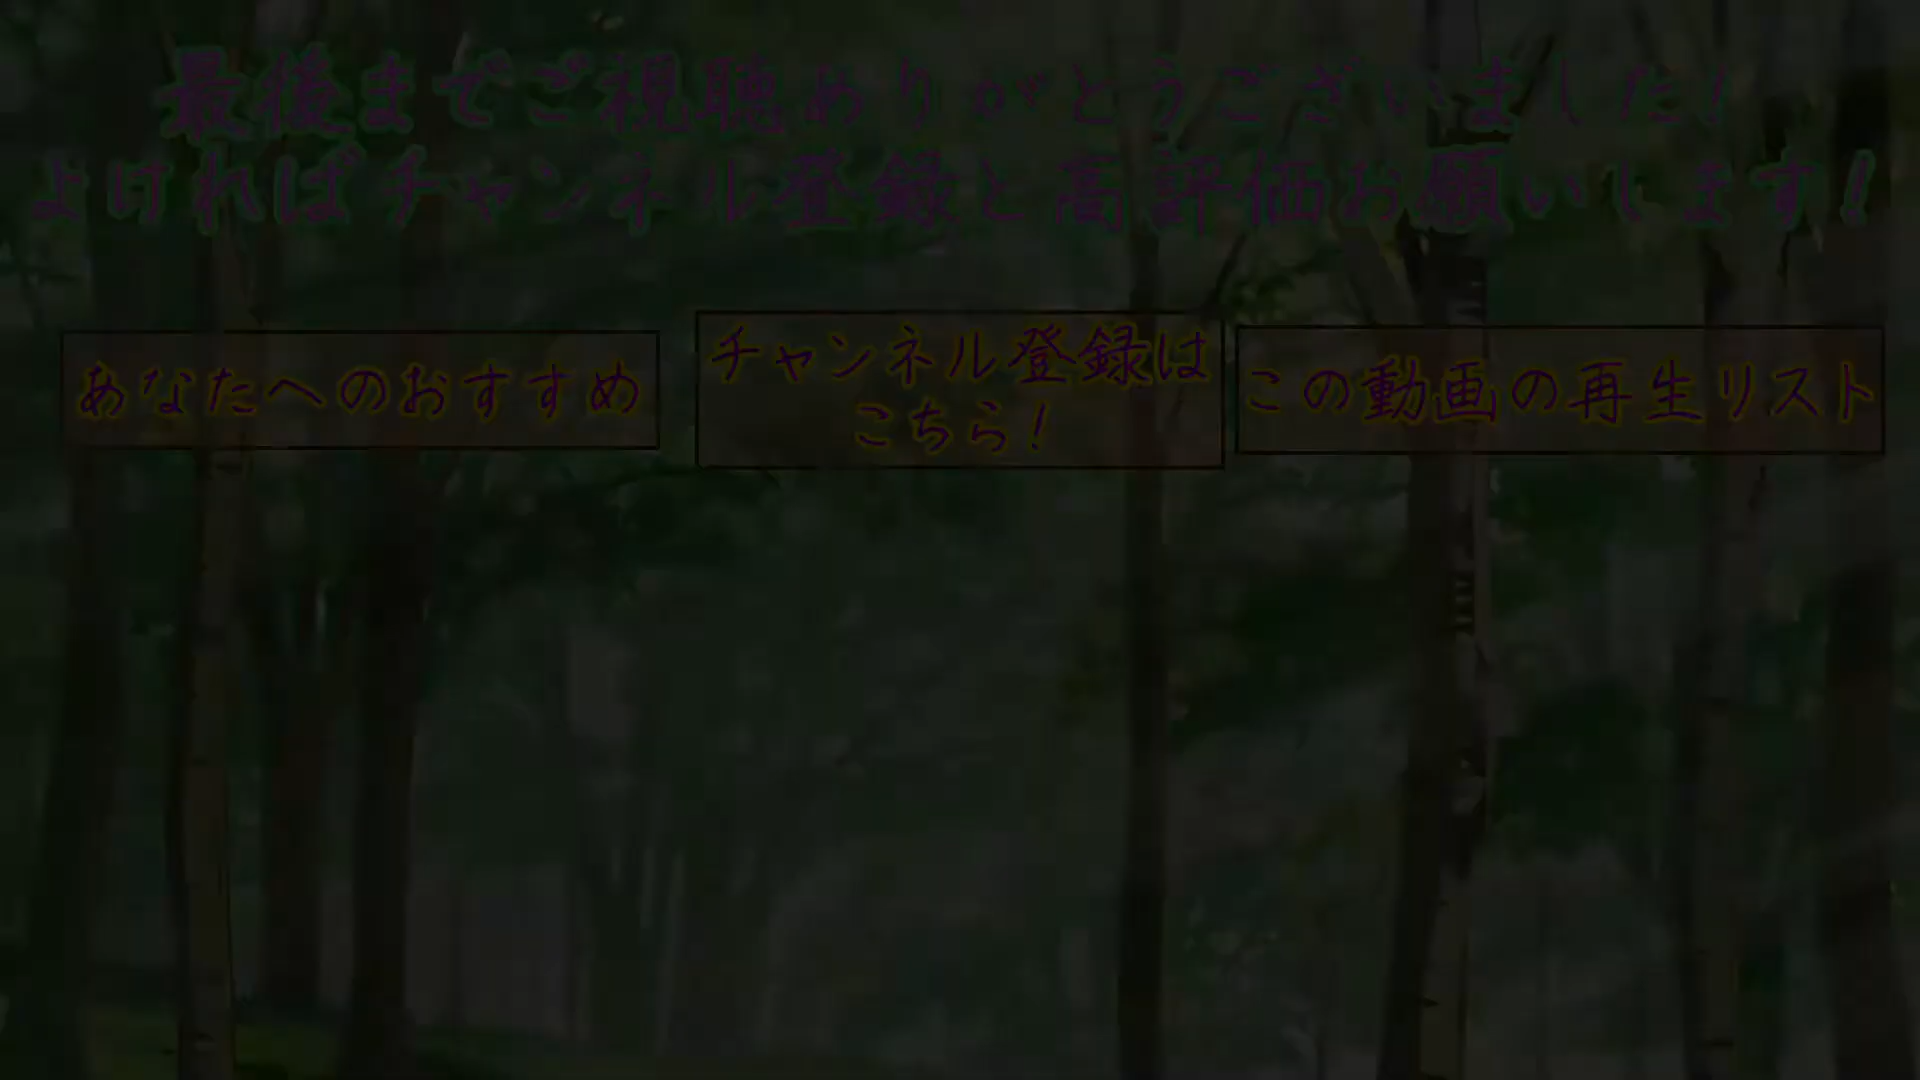 最後までご視聴ありがとうございました!
よければチャンネル登録と高評価お願いします!
あなたへのおすすめ
チャンネル登録は
こちら!
この動画の再生リスト